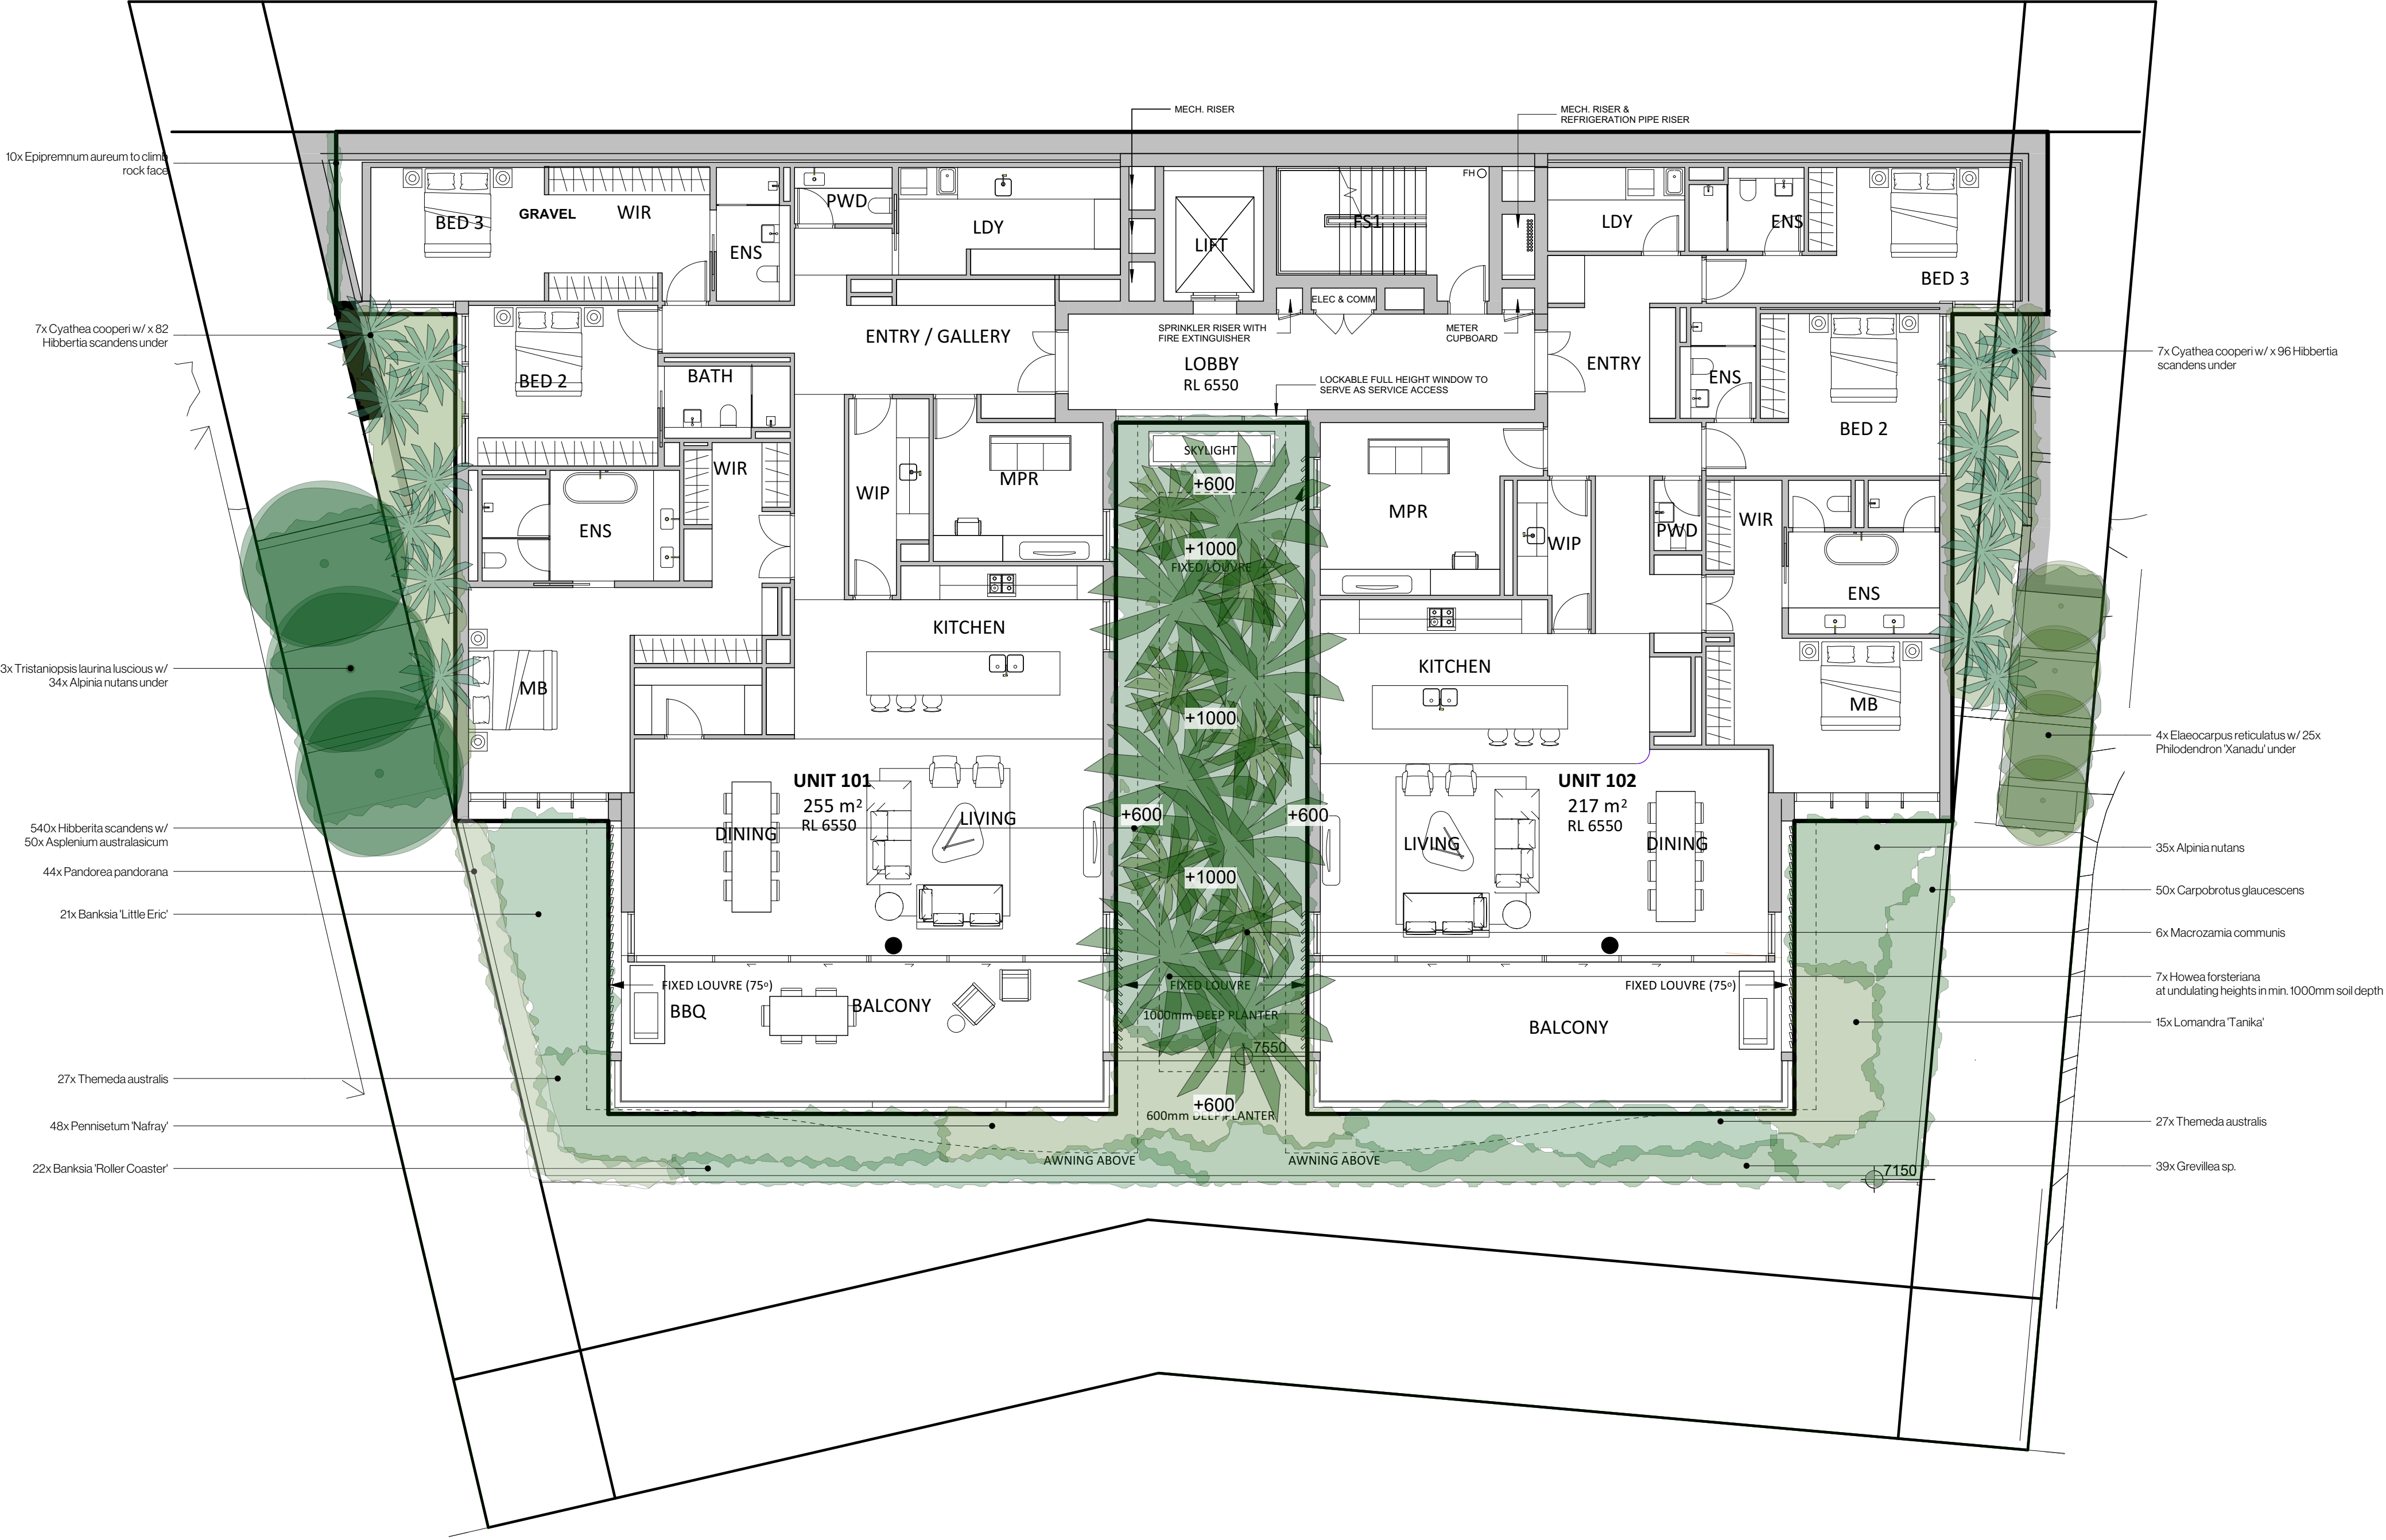 MECH. RISER
MECH. RISER &
REFRIGERATION PIPE RISER
10x Epipremnum aureum to climb
rock face
7x Cyathea cooperi w/ x 82
Hibbertia scandens under
3x Tristaniopsis laurina luscious w/
34x Alpinia nutans under
540x Hibberita scandens w/
50x Asplenium australasicum
44x Pandorea pandorana
21x Banksia 'Little Eric'
27x Themeda australis
48x Pennisetum 'Nafray'
22x Banksia 'Roller Coaster'
BED 3
GRAVEL
WIR
ENS
PWD
LDY
LIFT
FS1
FH
LDY
ENS
BED 3
ELEC & COMM
SPRINKLER RISER WITH
FIRE EXTINGUISHER
METER
CUPBOARD
ENTRY / GALLERY
LOBBY
RL 6550
LOCKABLE FULL HEIGHT WINDOW TO
SERVE AS SERVICE ACCESS
ENTRY
ENS
BED 2
BED 2
BATH
WIR
ENS
WIP
MPR
SKYLIGHT
+600
+1000
FIXED LOUVRE
MPR
WIP
PWD
WIR
ENS
KITCHEN
KITCHEN
MB
MB
+1000
UNIT 101
255 m²
RL 6550
DINING
LIVING
+600
+600
UNIT 102
217 m²
RL 6550
LIVING
DINING
+1000
FIXED LOUVRE (75º)
BBQ
BALCONY
FIXED LOUVRE
1000mm DEEP PLANTER
7550
FIXED LOUVRE (75º)
BALCONY
+600
600mm DEEP PLANTER
AWNING ABOVE
AWNING ABOVE
7150
7x Cyathea cooperi w/ x 96 Hibbertia
scandens under
4x Elaeocarpus reticulatus w/ 25x
Philodendron 'Xanadu' under
35x Alpinia nutans
50x Carpobrotus glaucescens
6x Macrozamia communis
7x Howea forsteriana
at undulating heights in min. 1000mm soil depth
15x Lomandra 'Tanika'
27x Themeda australis
39x Grevillea sp.